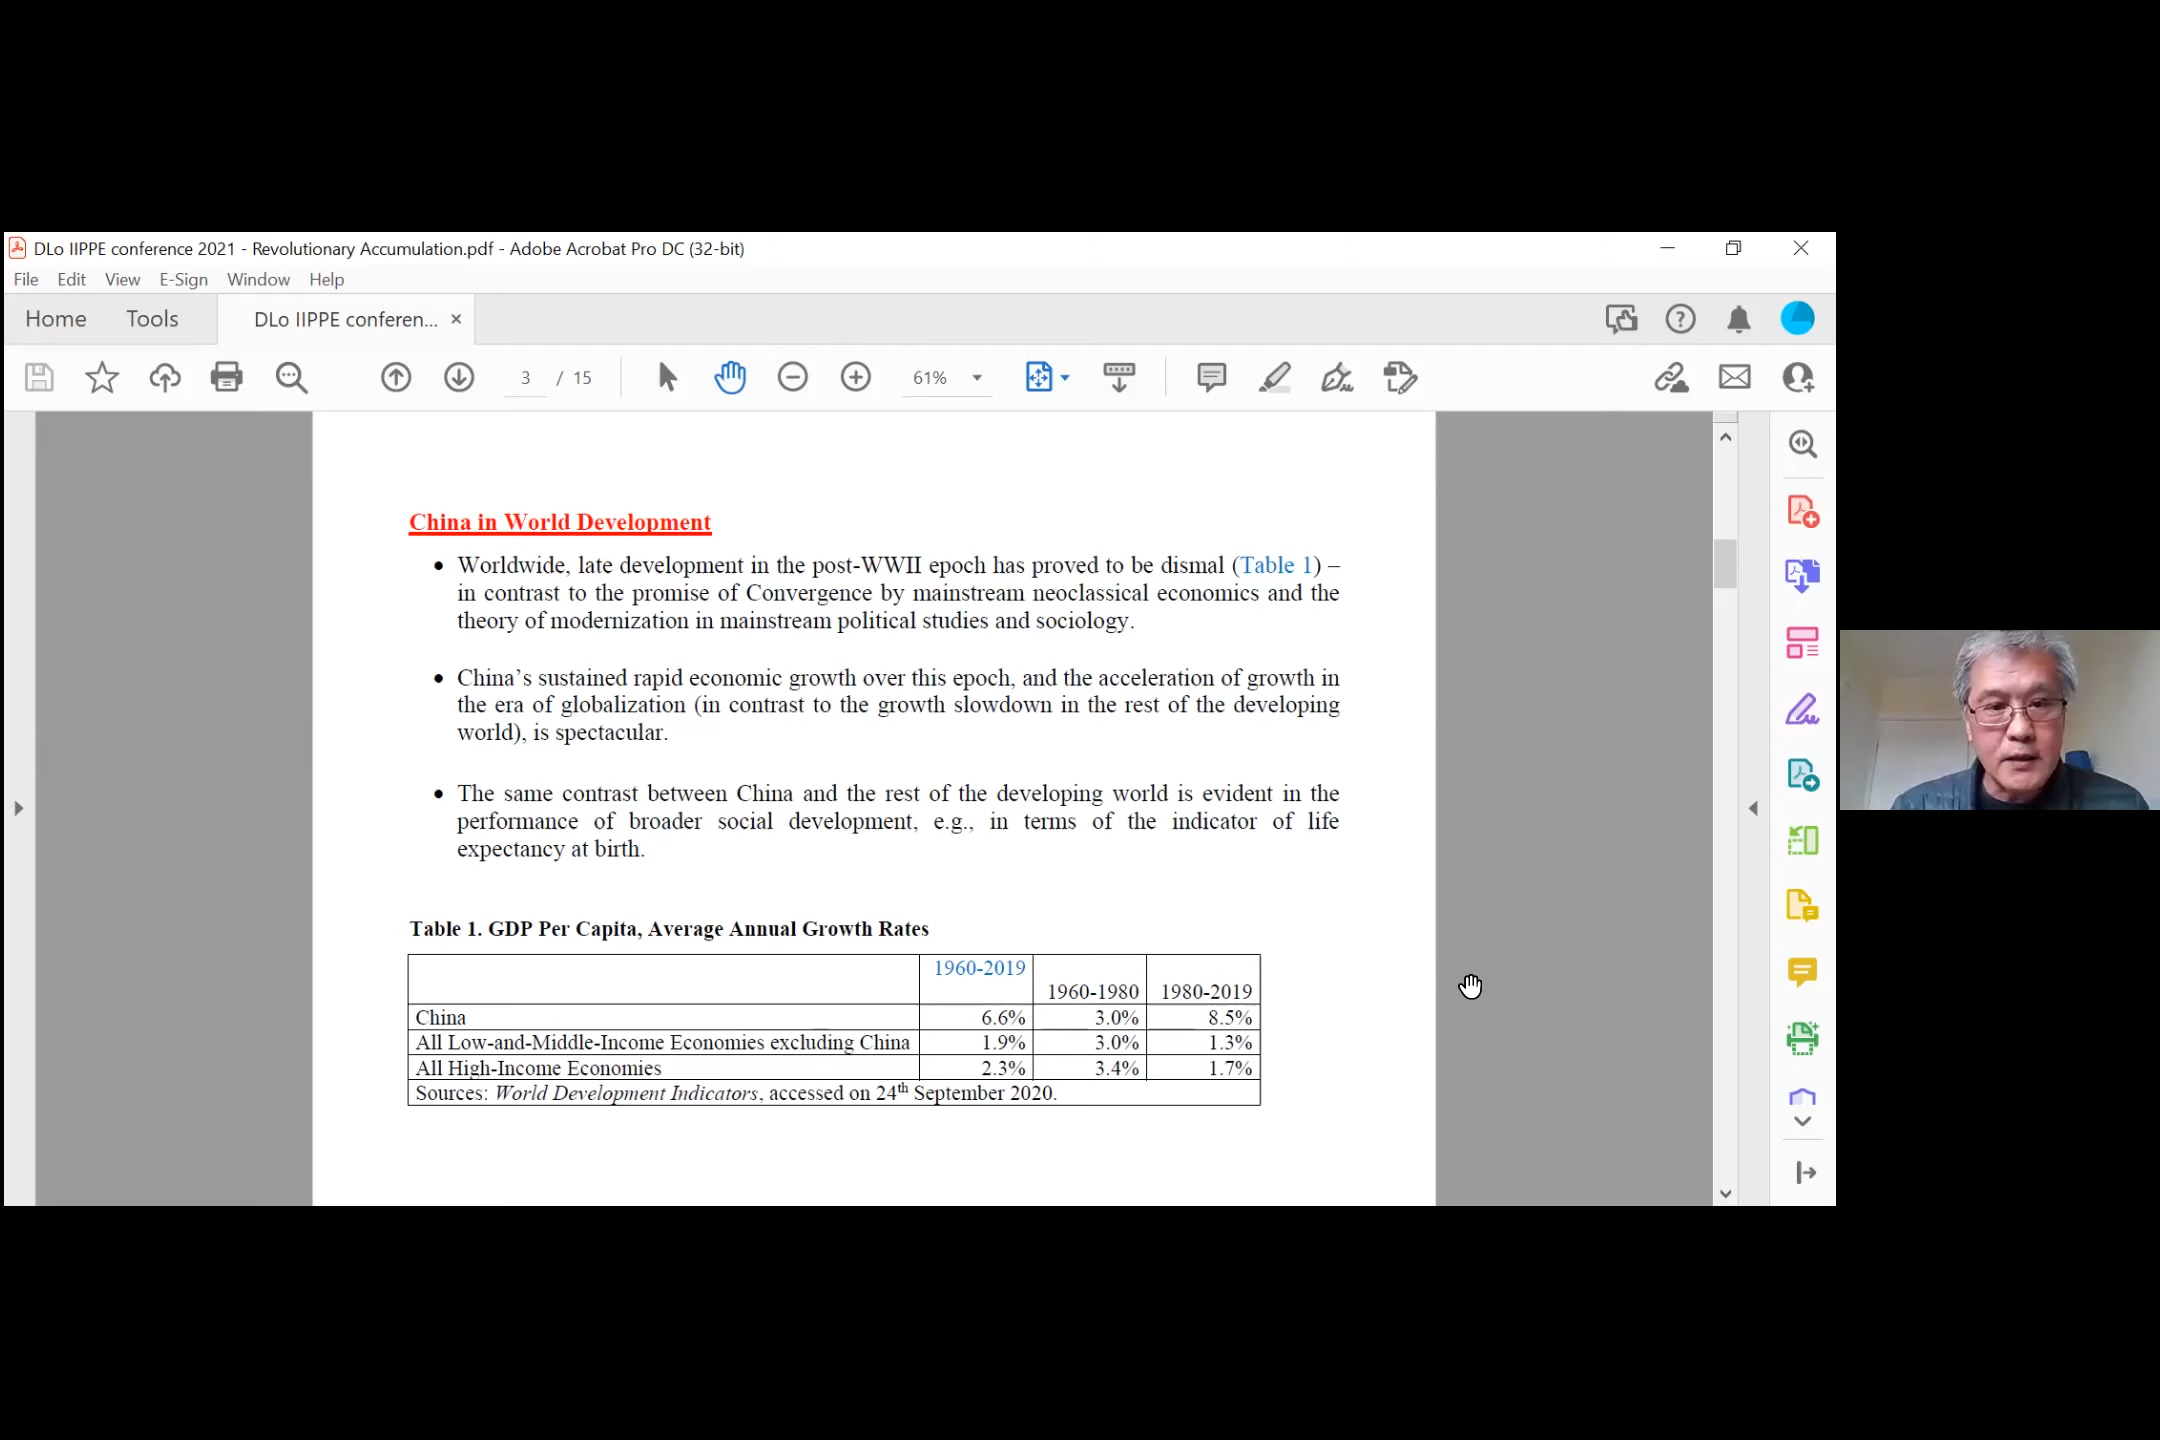 DLo IIPPE conference 2021 - Revolutionary Accumulation.pdf - Adobe Acrobat Pro DC (32-bit)
File Edit View E-Sign Window Help
Home Tools DLo IIPPE conferen... ×
3 / 15 61%
China in World Development
• Worldwide, late development in the post-WWII epoch has proved to be dismal (Table 1) –
in contrast to the promise of Convergence by mainstream neoclassical economics and the
theory of modernization in mainstream political studies and sociology.
• China's sustained rapid economic growth over this epoch, and the acceleration of growth in
the era of globalization (in contrast to the growth slowdown in the rest of the developing
world), is spectacular.
• The same contrast between China and the rest of the developing world is evident in the
performance of broader social development, e.g., in terms of the indicator of life
expectancy at birth.
Table 1. GDP Per Capita, Average Annual Growth Rates
1960-2019 1960-1980 1980-2019
China 6.6% 3.0% 8.5%
All Low-and-Middle-Income Economies excluding China 1.9% 3.0% 1.3%
All High-Income Economies 2.3% 3.4% 1.7%
Sources: World Development Indicators, accessed on 24th September 2020.